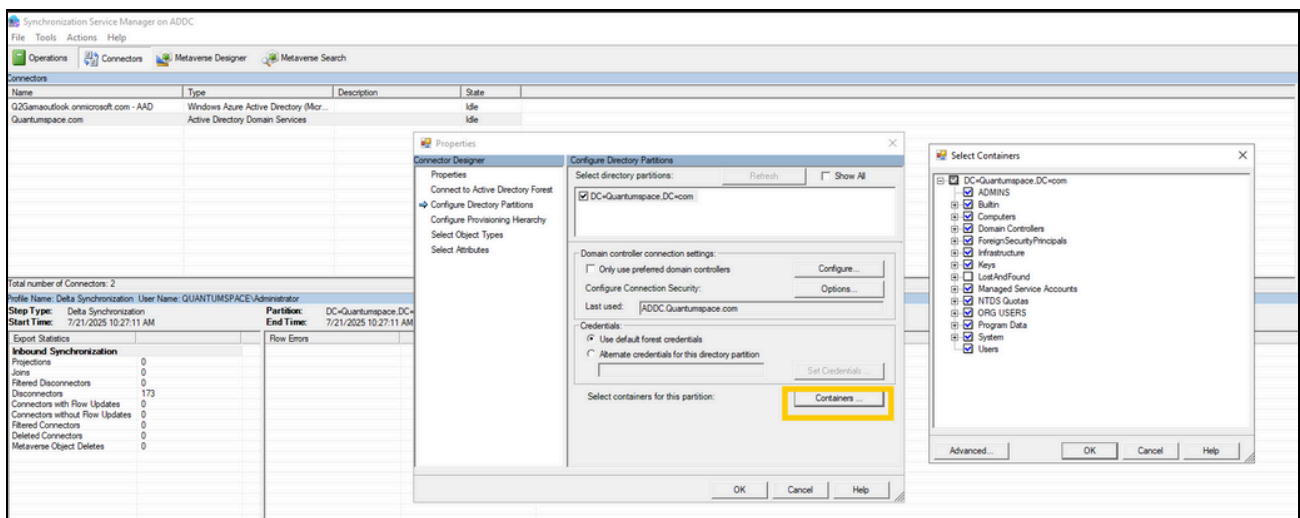 Synchronization Service Manager on ADDC
File Tools Actions Help
Operations Connectors Metaverse Designer Metaverse Search
Connectors
Name Type Description State
Q2Gamaoutlook.onmicrosoft.com - AAD Windows Azure Active Directory (Micr... Idle
Quantumspace.com Active Directory Domain Services Idle
Total number of Connectors: 2
Profile Name: Delta Synchronization User Name: QUANTUMSPACE\Administrator
Step Type: Delta Synchronization Partition: DC=Quantumspace,DC=
Start Time: 7/21/2025 10:27:11 AM End Time: 7/21/2025 10:27:11 AM
Export Statistics Flow Errors
Inbound Synchronization
Projections 0
Joins 0
Filtered Disconnectors 0
Disconnectors 173
Connectors with Flow Updates 0
Connectors without Flow Updates 0
Filtered Connectors 0
Deleted Connectors 0
Metaverse Object Deletes 0
Properties
Connector Designer
Properties
Connect to Active Directory Forest
Configure Directory Partitions
Configure Provisioning Hierarchy
Select Object Types
Select Attributes
Configure Directory Partitions
Select directory partitions: Refresh Show All
DC=Quantumspace,DC=com
Domain controller connection settings:
Only use preferred domain controllers Configure...
Configure Connection Security: Options...
Last used: ADDC.Quantumspace.com
Credentials:
Use default forest credentials
Alternate credentials for this directory partition
Set Credentials ...
Select containers for this partition: Containers ...
OK Cancel Help
Select Containers
DC=Quantumspace,DC=com
ADMINS
Builtin
Computers
Domain Controllers
ForeignSecurityPrincipals
Infrastructure
Keys
LostAndFound
Managed Service Accounts
NTDS Quotas
ORG USERS
Program Data
System
Users
Advanced... OK Cancel Help